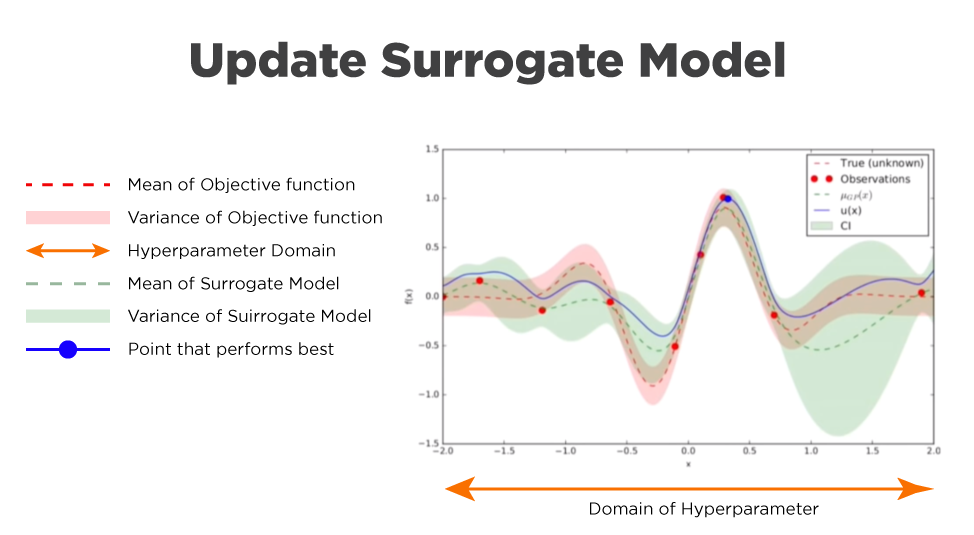 Update Surrogate Model
Mean of Objective function
Variance of Objective function
Hyperparameter Domain
Mean of Surrogate Model
Variance of Suirrogate Model
Point that performs best
1.5
1.0
0.5
0.0
−0.5
−1.0
−1.5
f(x)
−2.0 −1.5 −1.0 −0.5 0.0 0.5 1.0 1.5 2.0
x
True (unknown)
Observations
μGP(x)
u(x)
CI
Domain of Hyperparameter